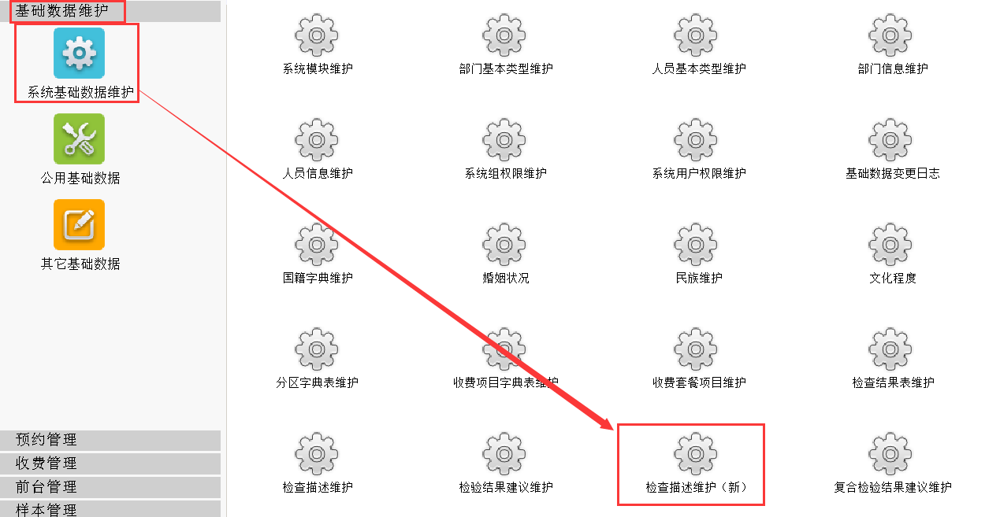 基础数据维护
系统基础数据维护
公用基础数据
其它基础数据
预约管理
收费管理
前台管理
样本管理
系统模块维护
部门基本类型维护
人员基本类型维护
部门信息维护
人员信息维护
系统组权限维护
系统用户权限维护
基础数据变更日志
国籍字典维护
婚姻状况
民族维护
文化程度
分区字典表维护
收费项目字典表维护
收费套餐项目维护
检查结果表维护
检查描述维护
检验结果建议维护
检查描述维护（新）
复合检验结果建议维护